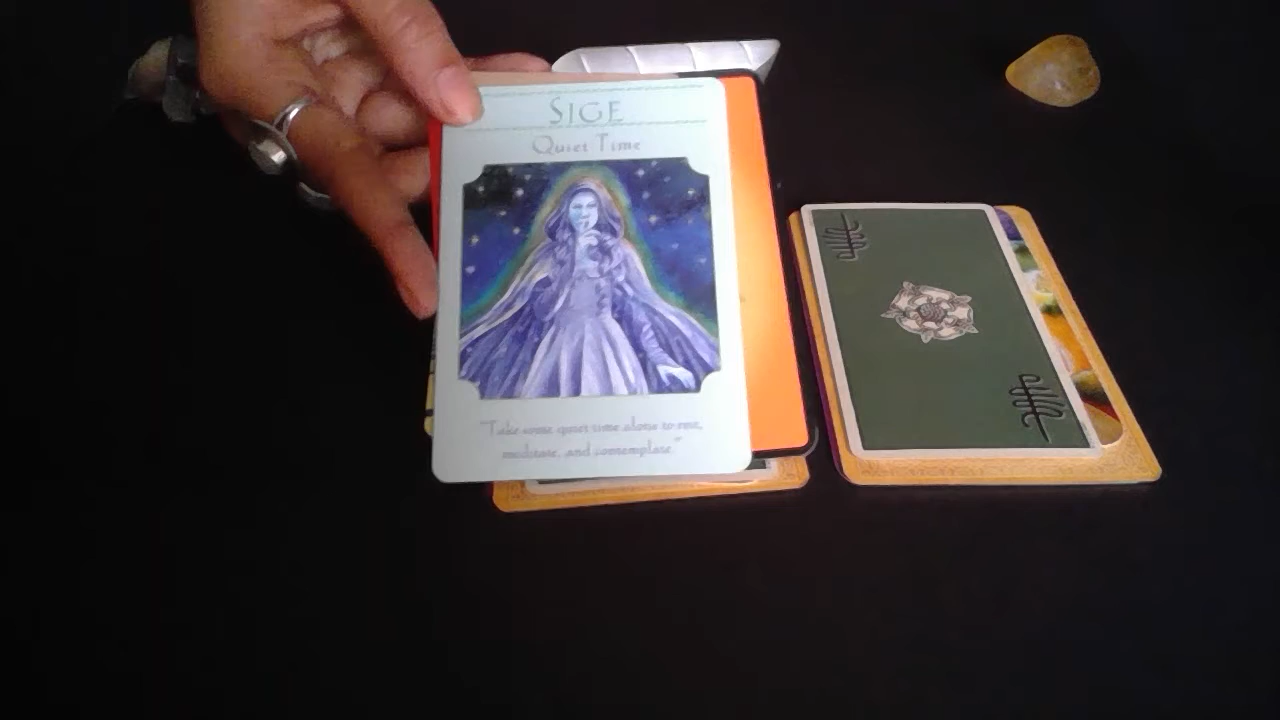 SIGE
Quiet Time
"Take some quiet time alone to rest,
meditate, and contemplate."